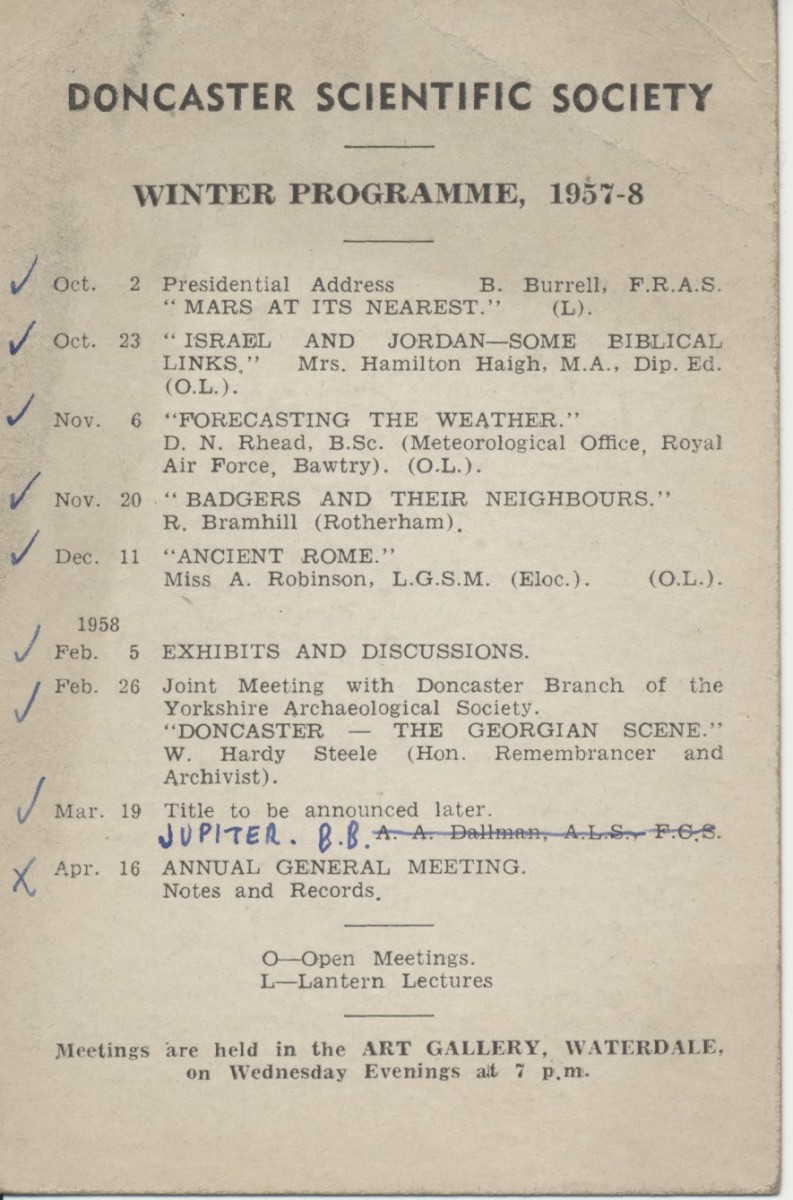 DONCASTER SCIENTIFIC SOCIETY
WINTER PROGRAMME, 1957-8
✓ Oct. 2 Presidential Address B. Burrell, F.R.A.S.
"MARS AT ITS NEAREST." (L).
✓ Oct. 23 "ISRAEL AND JORDAN—SOME BIBLICAL
LINKS." Mrs. Hamilton Haigh, M.A., Dip. Ed.
(O.L.).
✓ Nov. 6 "FORECASTING THE WEATHER."
D. N. Rhead, B.Sc. (Meteorological Office, Royal
Air Force, Bawtry). (O.L.).
✓ Nov. 20 "BADGERS AND THEIR NEIGHBOURS."
R. Bramhill (Rotherham).
✓ Dec. 11 "ANCIENT ROME."
Miss A. Robinson, L.G.S.M. (Eloc.). (O.L.).
1958
✓ Feb. 5 EXHIBITS AND DISCUSSIONS.
✓ Feb. 26 Joint Meeting with Doncaster Branch of the
Yorkshire Archaeological Society.
"DONCASTER — THE GEORGIAN SCENE."
W. Hardy Steele (Hon. Remembrancer and
Archivist).
✓ Mar. 19 Title to be announced later.
JUPITER. B.B. A. A. Dallman, A.L.S., F.C.S.
X Apr. 16 ANNUAL GENERAL MEETING.
Notes and Records.
O—Open Meetings.
L—Lantern Lectures
Meetings are held in the ART GALLERY, WATERDALE,
on Wednesday Evenings at 7 p.m.